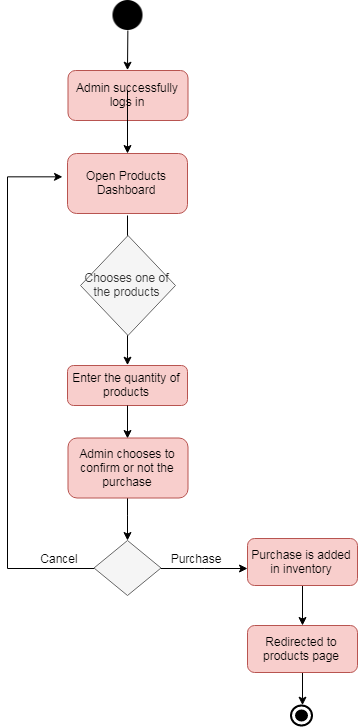 Admin successfully
logs in
Open Products
Dashboard
Chooses one of
the products
Enter the quantity of
products
Admin chooses to
confirm or not the
purchase
Cancel
Purchase
Purchase is added
in inventory
Redirected to
products page